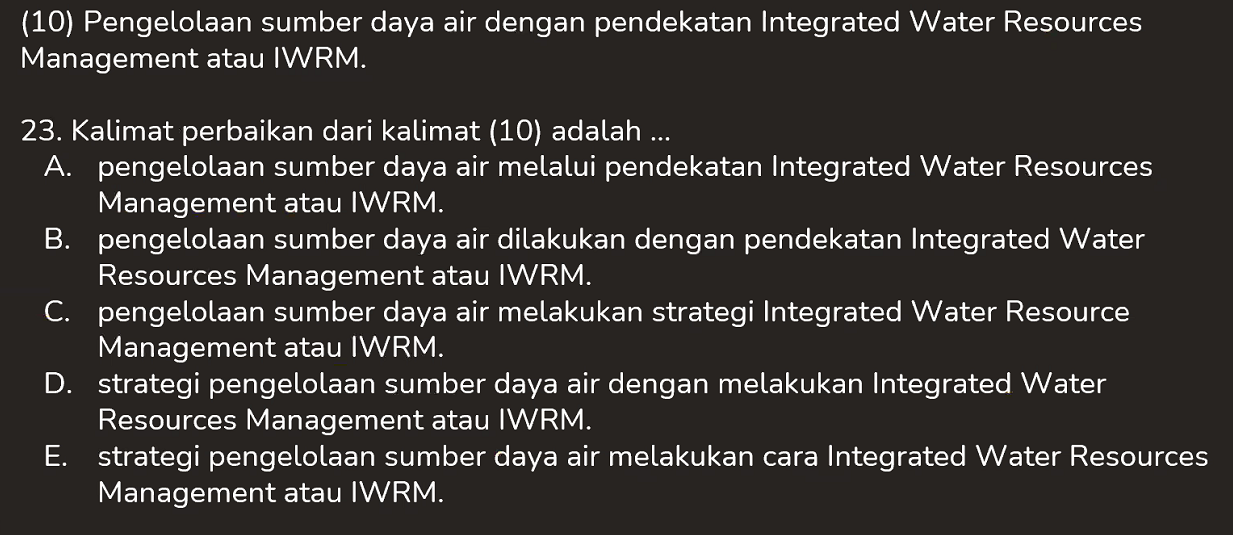 (10) Pengelolaan sumber daya air dengan pendekatan Integrated Water Resources
Management atau IWRM.
23. Kalimat perbaikan dari kalimat (10) adalah ...
A. pengelolaan sumber daya air melalui pendekatan Integrated Water Resources
Management atau IWRM.
B. pengelolaan sumber daya air dilakukan dengan pendekatan Integrated Water
Resources Management atau IWRM.
C. pengelolaan sumber daya air melakukan strategi Integrated Water Resource
Management atau IWRM.
D. strategi pengelolaan sumber daya air dengan melakukan Integrated Water
Resources Management atau IWRM.
E. strategi pengelolaan sumber daya air melakukan cara Integrated Water Resources
Management atau IWRM.